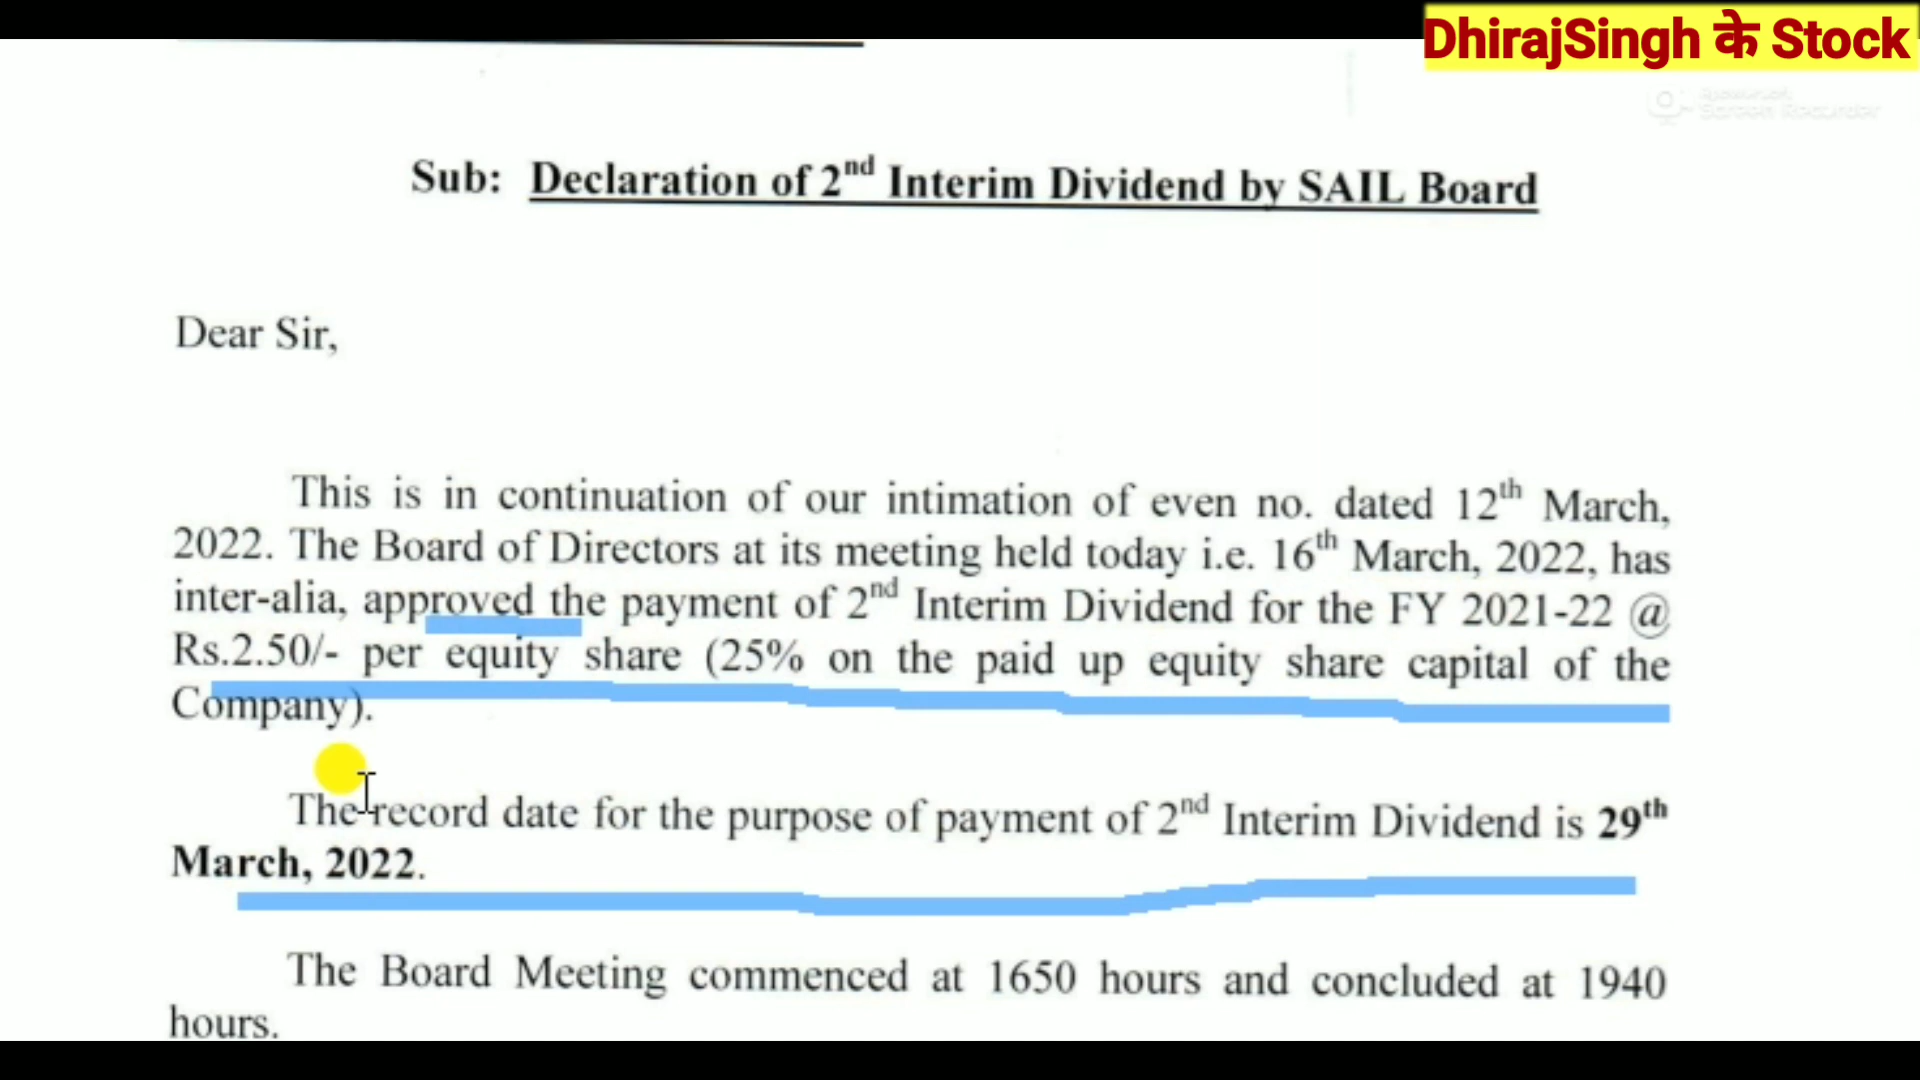 DhirajSingh के Stock
Screen Recorder
Sub: Declaration of 2nd Interim Dividend by SAIL Board
Dear Sir,
This is in continuation of our intimation of even no. dated 12th March,
2022. The Board of Directors at its meeting held today i.e. 16th March, 2022, has
inter-alia, approved the payment of 2nd Interim Dividend for the FY 2021-22 @
Rs.2.50/- per equity share (25% on the paid up equity share capital of the
Company).
The record date for the purpose of payment of 2nd Interim Dividend is 29th
March, 2022.
The Board Meeting commenced at 1650 hours and concluded at 1940
hours.